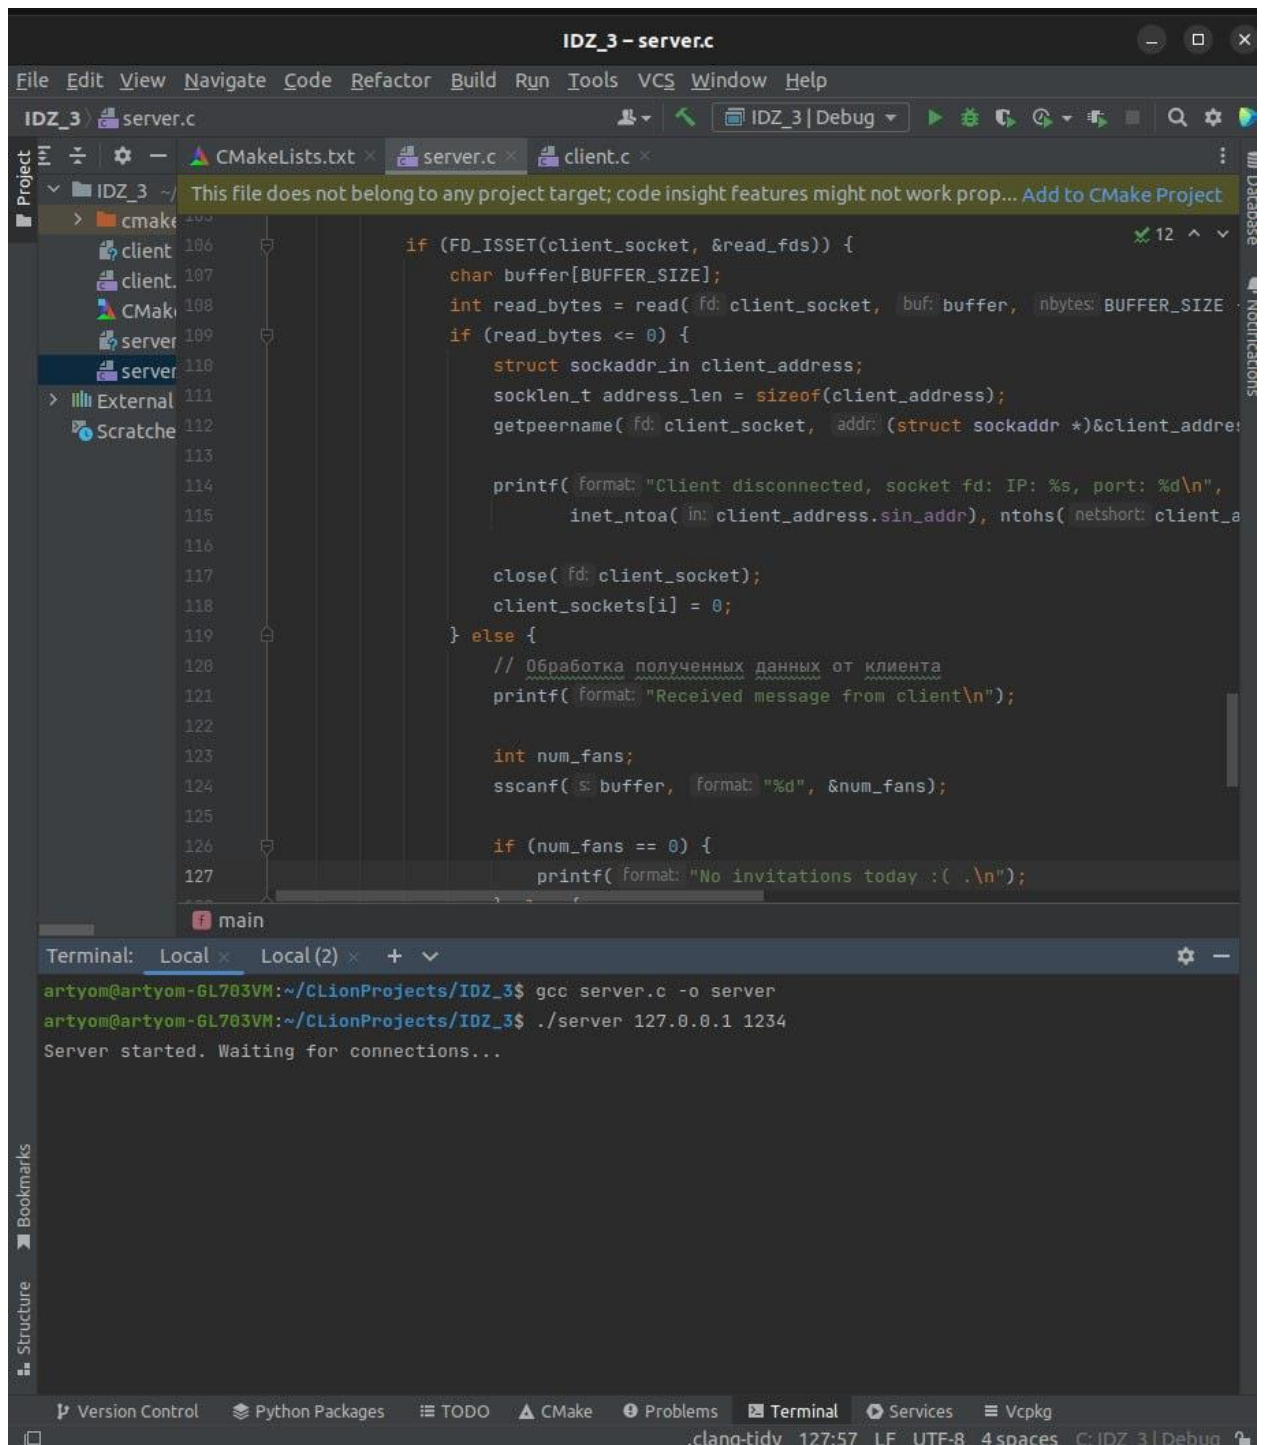 IDZ_3 – server.c
File Edit View Navigate Code Refactor Build Run Tools VCS Window Help
IDZ_3 server.c IDZ_3 | Debug
CMakeLists.txt server.c client.c
Project
IDZ_3 ~/
cmake
client
client.
CMak
server
server
External
Scratche
This file does not belong to any project target; code insight features might not work prop... Add to CMake Project
12
Database
Notifications
105
106 if (FD_ISSET(client_socket, &read_fds)) {
107 char buffer[BUFFER_SIZE];
108 int read_bytes = read( fd: client_socket, buf: buffer, nbytes: BUFFER_SIZE -
109 if (read_bytes <= 0) {
110 struct sockaddr_in client_address;
111 socklen_t address_len = sizeof(client_address);
112 getpeername( fd: client_socket, addr: (struct sockaddr *)&client_addres
113
114 printf( format: "Client disconnected, socket fd: IP: %s, port: %d\n",
115 inet_ntoa( in: client_address.sin_addr), ntohs( netshort: client_a
116
117 close( fd: client_socket);
118 client_sockets[i] = 0;
119 } else {
120 // Обработка полученных данных от клиента
121 printf( format: "Received message from client\n");
122
123 int num_fans;
124 sscanf( s: buffer, format: "%d", &num_fans);
125
126 if (num_fans == 0) {
127 printf( format: "No invitations today :( .\n");
main
Terminal: Local Local (2)
artyom@artyom-GL703VM:~/CLionProjects/IDZ_3$ gcc server.c -o server
artyom@artyom-GL703VM:~/CLionProjects/IDZ_3$ ./server 127.0.0.1 1234
Server started. Waiting for connections...
Bookmarks
Structure
Version Control Python Packages TODO CMake Problems Terminal Services Vcpkg
.clang-tidy 127:57 LF UTF-8 4 spaces C: IDZ_3 | Debug